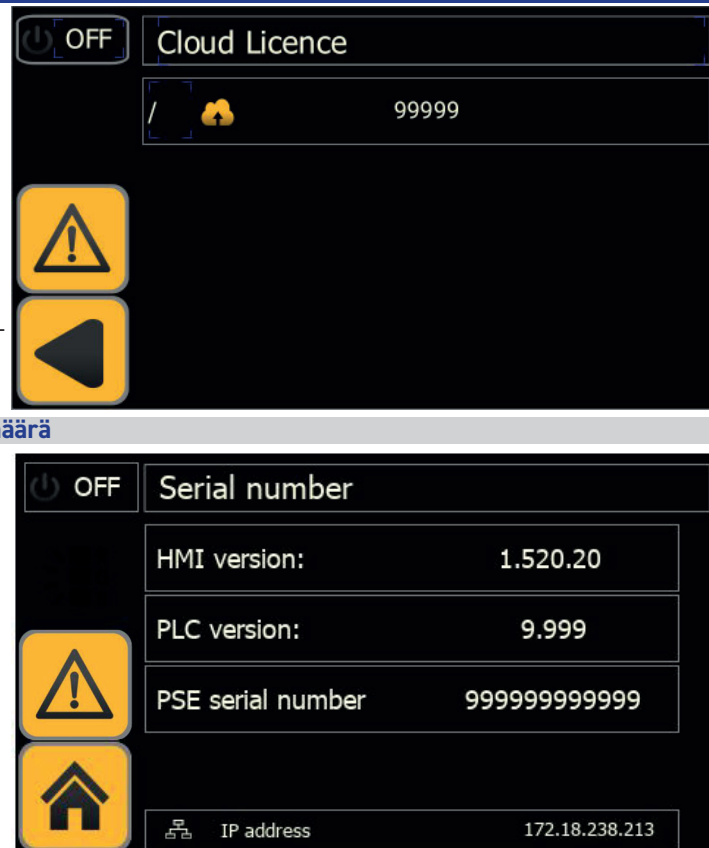 OFF Cloud Licence
/ 99999
OFF Serial number
HMI version: 1.520.20
PLC version: 9.999
PSE serial number 999999999999
IP address 172.18.238.213